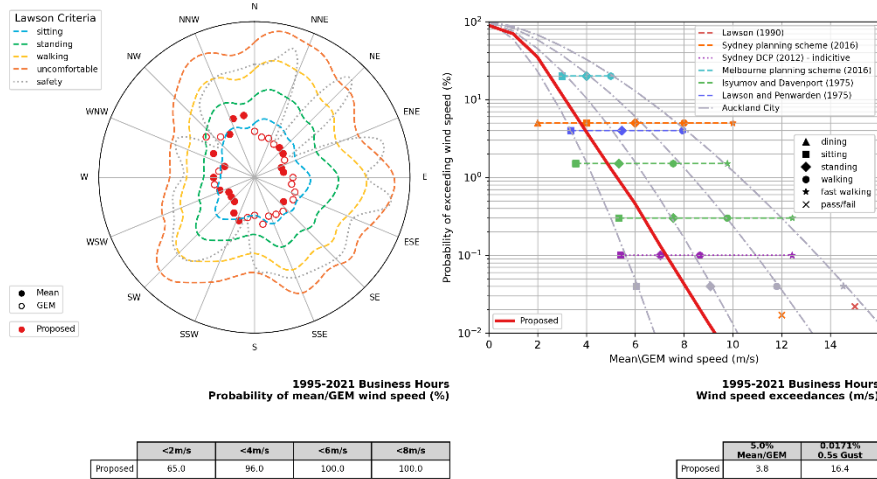 Lawson Criteria
sitting
standing
walking
uncomfortable
safety
N
NNE
NE
ENE
E
ESE
SE
SSE
S
SSW
SW
WSW
W
WNW
NW
NNW
Mean
GEM
Proposed
1995-2021 Business Hours
Probability of mean/GEM wind speed (%)
<2m/s <4m/s <6m/s <8m/s
Proposed 65.0 96.0 100.0 100.0
Probability of exceeding wind speed (%)
10²
10¹
10⁰
10⁻¹
10⁻²
0 2 4 6 8 10 12 14
Mean\GEM wind speed (m/s)
Lawson (1990)
Sydney planning scheme (2016)
Sydney DCP (2012) - indicitive
Melbourne planning scheme (2016)
Isyumov and Davenport (1975)
Lawson and Penwarden (1975)
Auckland City
dining
sitting
standing
walking
fast walking
pass/fail
Proposed
1995-2021 Business Hours
Wind speed exceedances (m/s)
5.0% 0.0171%
Mean/GEM 0.5s Gust
Proposed 3.8 16.4